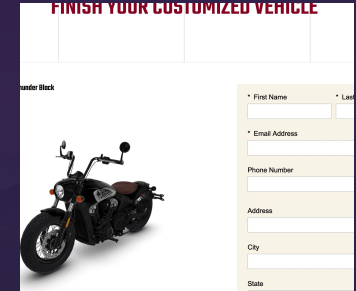 FINISH YOUR CUSTOMIZED VEHICLE
hunder Black
* First Name * Last
* Email Address
Phone Number
Address
City
State